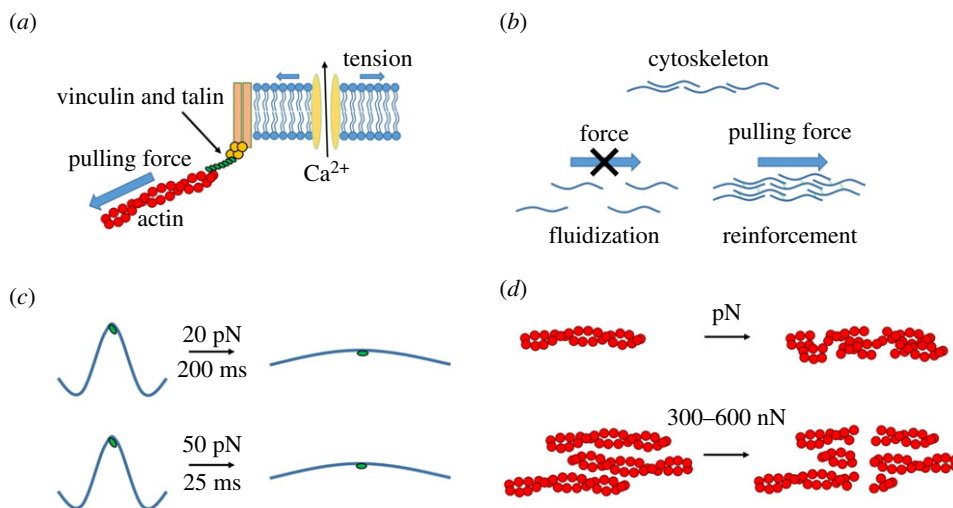 (a)
tension
vinculin and talin
pulling force
Ca²⁺
actin
(b)
cytoskeleton
force
pulling force
fluidization
reinforcement
(c)
20 pN
200 ms
50 pN
25 ms
(d)
pN
300–600 nN